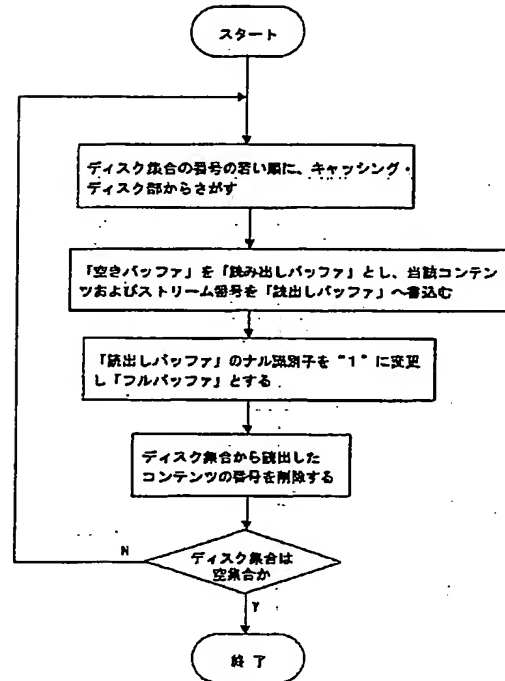 スタート
ディスク集合の番号の若い順に、キャッシング・
ディスク部からさがす
「空きバッファ」を「読み出しバッファ」とし、当該コンテン
ツおよびストリーム番号を「読出しバッファ」へ書込む
「読出しバッファ」のナル識別子を"1"に変更
し「フルバッファ」とする
ディスク集合から読出した
コンテンツの番号を削除する
N
ディスク集合は
空集合か
Y
終了